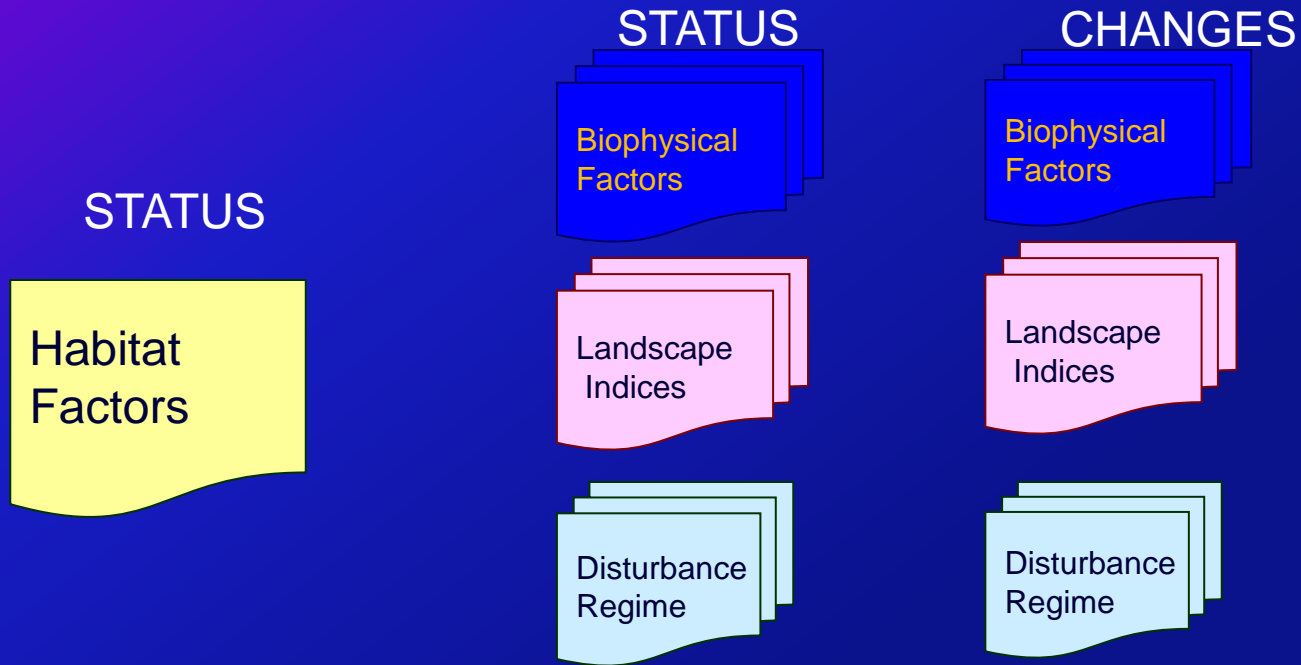 STATUS
Habitat
Factors
STATUS
Biophysical
Factors
Landscape
Indices
Disturbance
Regime
CHANGES
Biophysical
Factors
Landscape
Indices
Disturbance
Regime